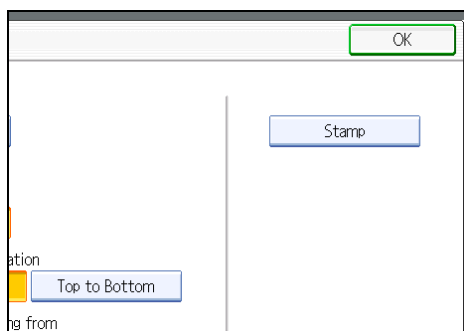 OK
Stamp
ation
Top to Bottom
ng from